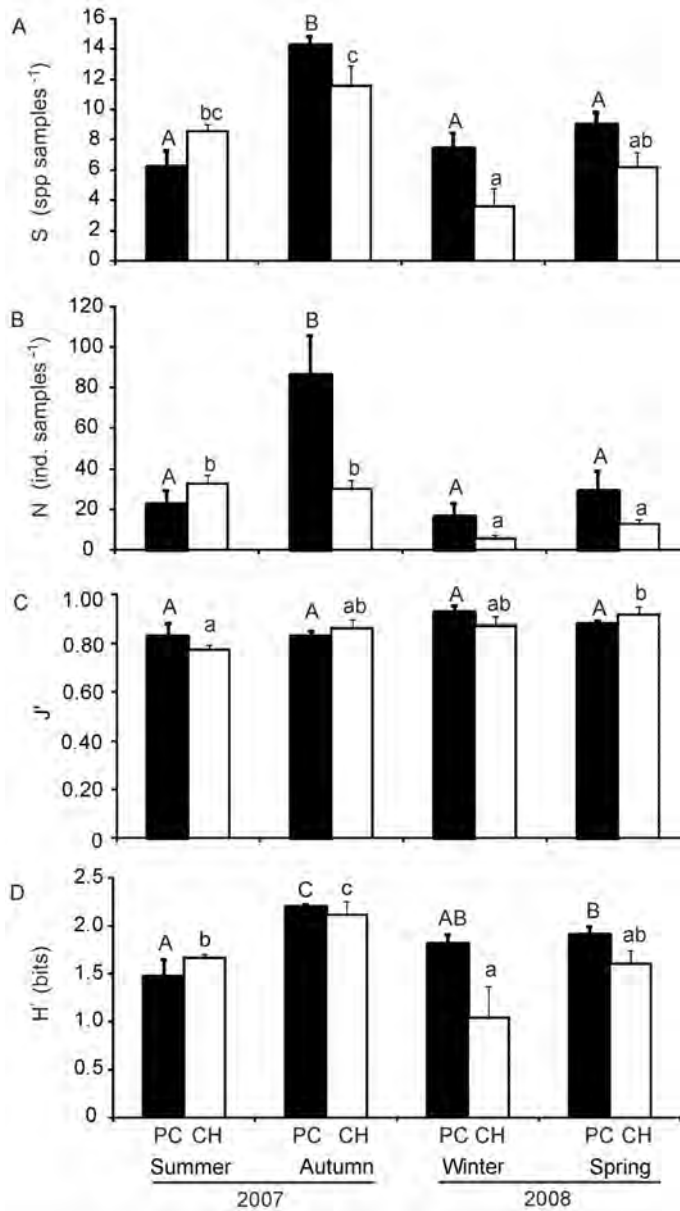 A
S (spp samples -1)
16
14
12
10
8
6
4
2
0
A
bc
B
c
A
a
A
ab
B
N (ind. samples -1)
120
100
80
60
40
20
0
A
b
B
b
A
a
A
a
C
J'
1.00
0.80
0.60
0.40
0.20
0
A
a
A
ab
A
ab
A
b
D
H' (bits)
2.5
2.0
1.5
1.0
0.5
0
A
b
C
c
AB
a
B
ab
PC CH PC CH PC CH PC CH
Summer Autumn Winter Spring
2007 2008